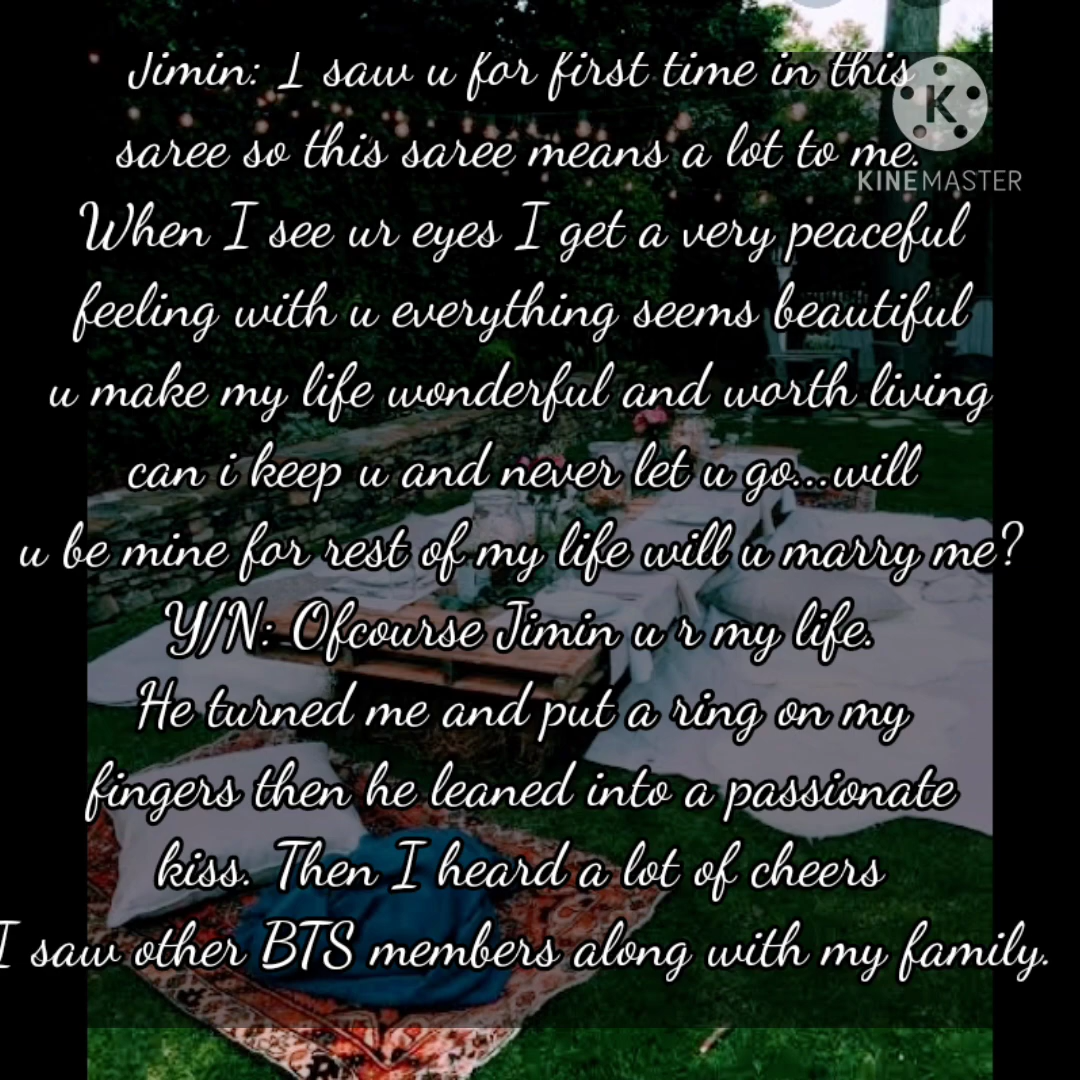 Jimin: I saw u for first time in this
saree so this saree means a lot to me.
When I see ur eyes I get a very peaceful
feeling with u everything seems beautiful
u make my life wonderful and worth living
can i keep u and never let u go...will
u be mine for rest of my life will u marry me?
Y/N: Ofcourse Jimin u r my life.
He turned me and put a ring on my
fingers then he leaned into a passionate
kiss. Then I heard a lot of cheers
I saw other BTS members along with my family.
K
KINEMASTER